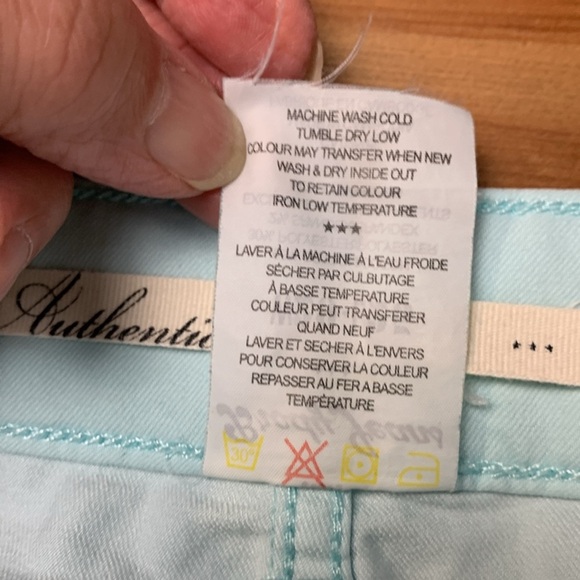 MACHINE WASH COLD
TUMBLE DRY LOW
COLOUR MAY TRANSFER WHEN NEW
WASH & DRY INSIDE OUT
TO RETAIN COLOUR
IRON LOW TEMPERATURE
★★★
LAVER À LA MACHINE À L'EAU FROIDE
SÉCHER PAR CULBUTAGE
À BASSE TEMPERATURE
COULEUR PEUT TRANSFERER
QUAND NEUF
LAVER ET SECHER À L'ENVERS
POUR CONSERVER LA COULEUR
REPASSER AU FER A BASSE
TEMPÉRATURE
30°
Authentic